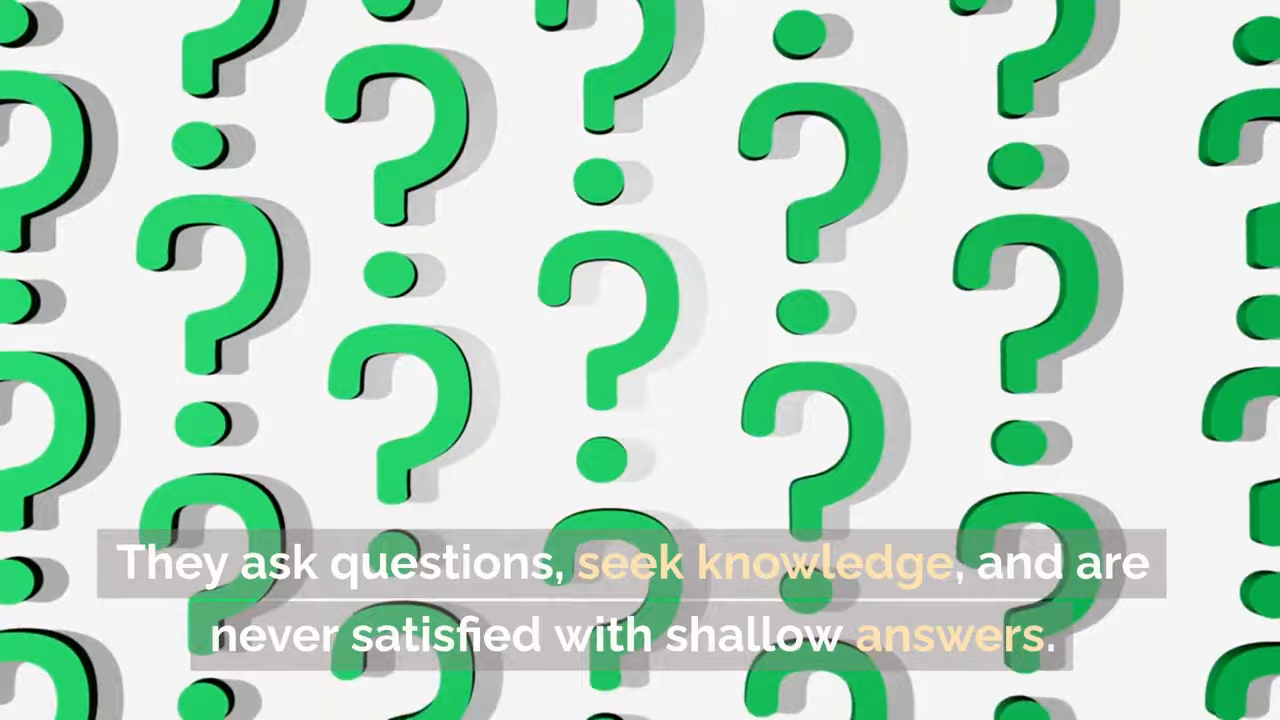 They ask questions, seek knowledge, and are
never satisfied with shallow answers.